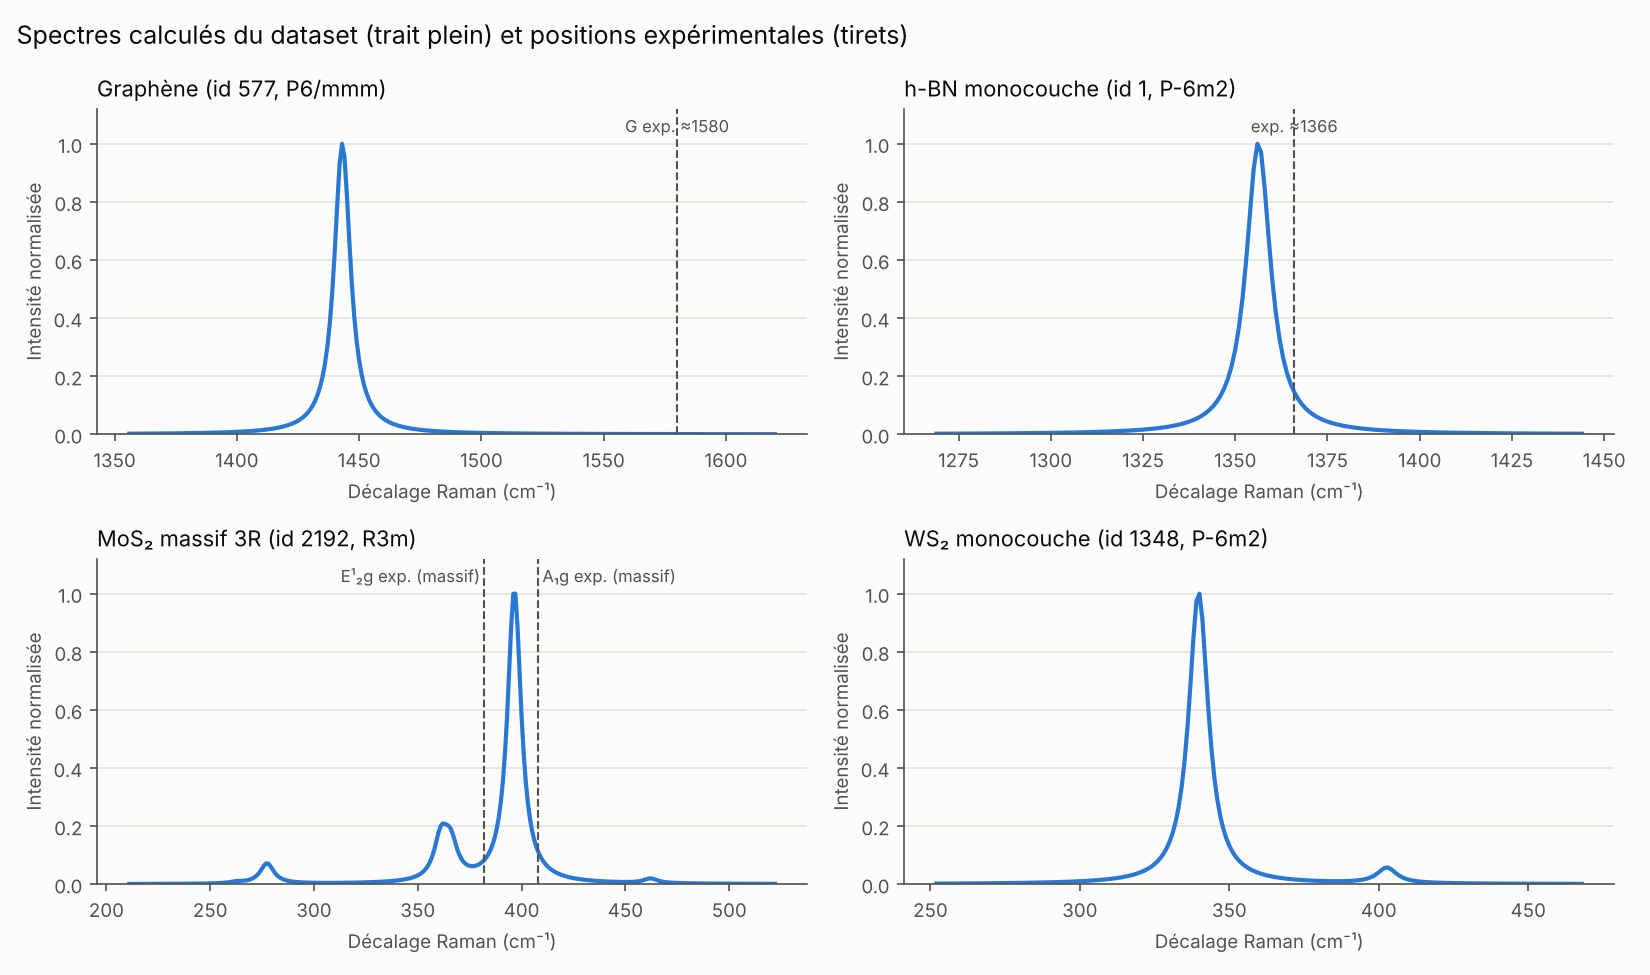 Spectres calculés du dataset (trait plein) et positions expérimentales (tirets)
Graphène (id 577, P6/mmm)
G exp. ≈1580
Intensité normalisée
1.0
0.8
0.6
0.4
0.2
0.0
1350 1400 1450 1500 1550 1600
Décalage Raman (cm⁻¹)
h-BN monocouche (id 1, P-6m2)
exp. ≈1366
Intensité normalisée
1.0
0.8
0.6
0.4
0.2
0.0
1275 1300 1325 1350 1375 1400 1425 1450
Décalage Raman (cm⁻¹)
MoS₂ massif 3R (id 2192, R3m)
E¹₂g exp. (massif) A₁g exp. (massif)
Intensité normalisée
1.0
0.8
0.6
0.4
0.2
0.0
200 250 300 350 400 450 500
Décalage Raman (cm⁻¹)
WS₂ monocouche (id 1348, P-6m2)
Intensité normalisée
1.0
0.8
0.6
0.4
0.2
0.0
250 300 350 400 450
Décalage Raman (cm⁻¹)